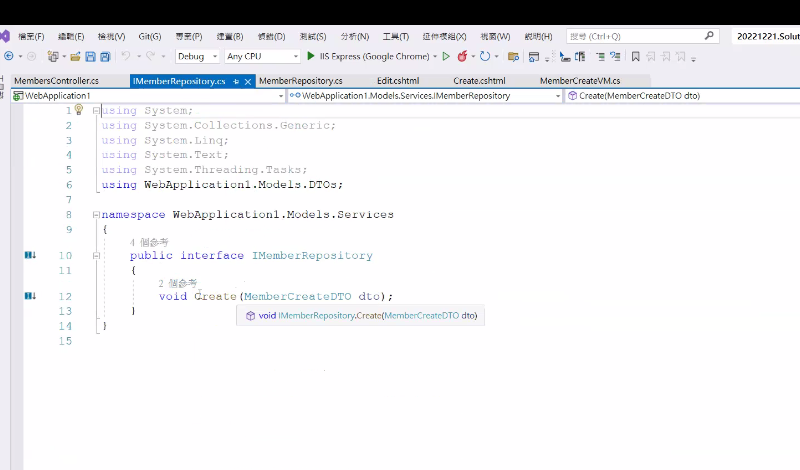 檔案(F) 編輯(E) 檢視(V) Git(G) 專案(P) 建置(B) 偵錯(D) 測試(S) 分析(N) 工具(T) 延伸模組(X) 視窗(W) 說明(H) 搜尋 (Ctrl+Q) 20221221.Solut
Debug Any CPU IIS Express (Google Chrome)
MembersController.cs IMemberRepository.cs MemberRepository.cs Edit.cshtml Create.cshtml MemberCreateVM.cs
WebApplication1 WebApplication1.Models.Services.IMemberRepository Create(MemberCreateDTO dto)
1 using System;
2 using System.Collections.Generic;
3 using System.Linq;
4 using System.Text;
5 using System.Threading.Tasks;
6 using WebApplication1.Models.DTOs;
7
8 namespace WebApplication1.Models.Services
9 {
4 個參考
10 public interface IMemberRepository
11 {
2 個參考
12 void Create(MemberCreateDTO dto);
13 }
void IMemberRepository.Create(MemberCreateDTO dto)
14 }
15